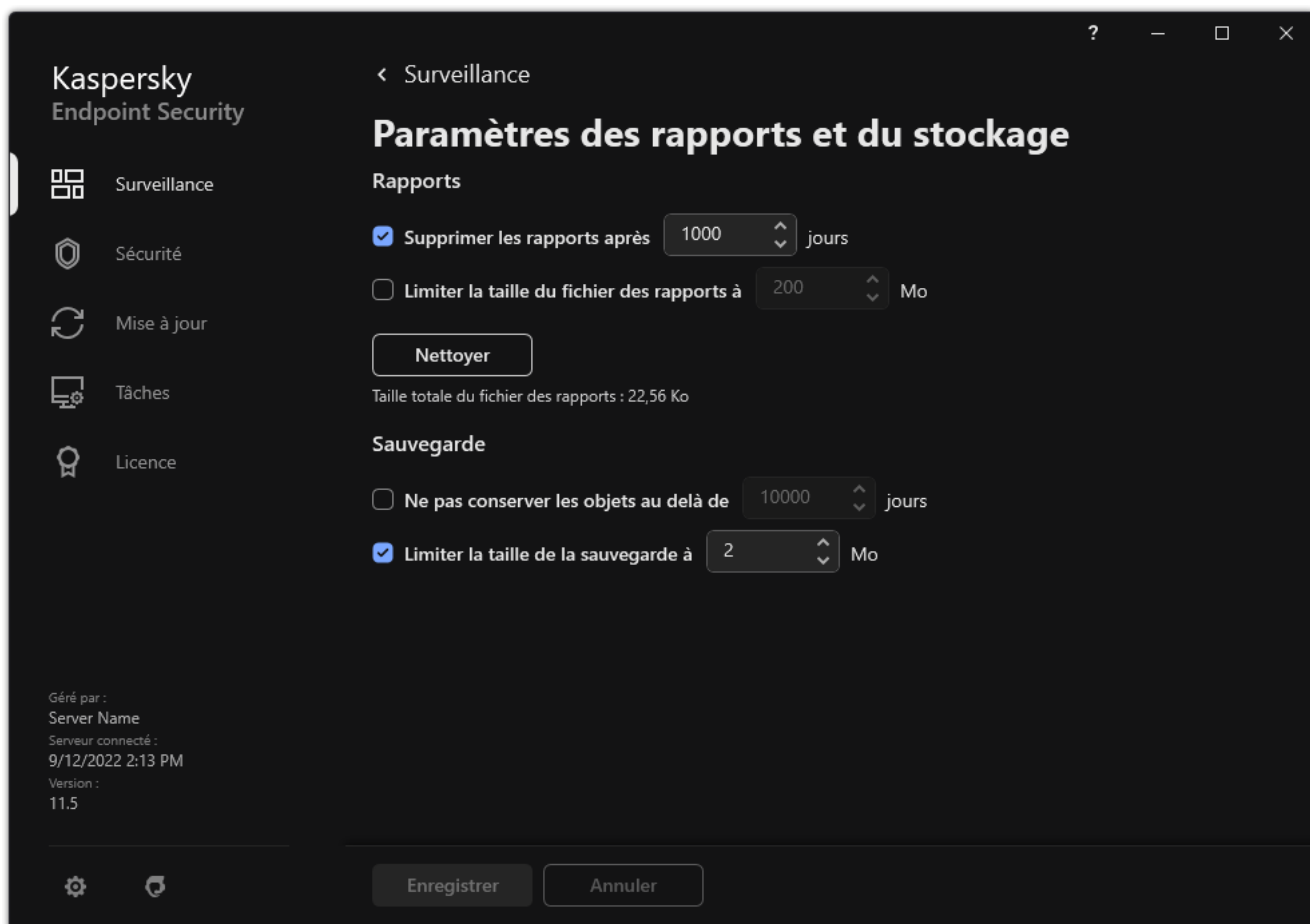 ?
Kaspersky
Endpoint Security
Surveillance
Sécurité
Mise à jour
Tâches
Licence
Géré par :
Server Name
Serveur connecté :
9/12/2022 2:13 PM
Version :
11.5
Surveillance
Paramètres des rapports et du stockage
Rapports
Supprimer les rapports après 1000 jours
Limiter la taille du fichier des rapports à 200 Mo
Nettoyer
Taille totale du fichier des rapports : 22,56 Ko
Sauvegarde
Ne pas conserver les objets au delà de 10000 jours
Limiter la taille de la sauvegarde à 2 Mo
Enregistrer Annuler